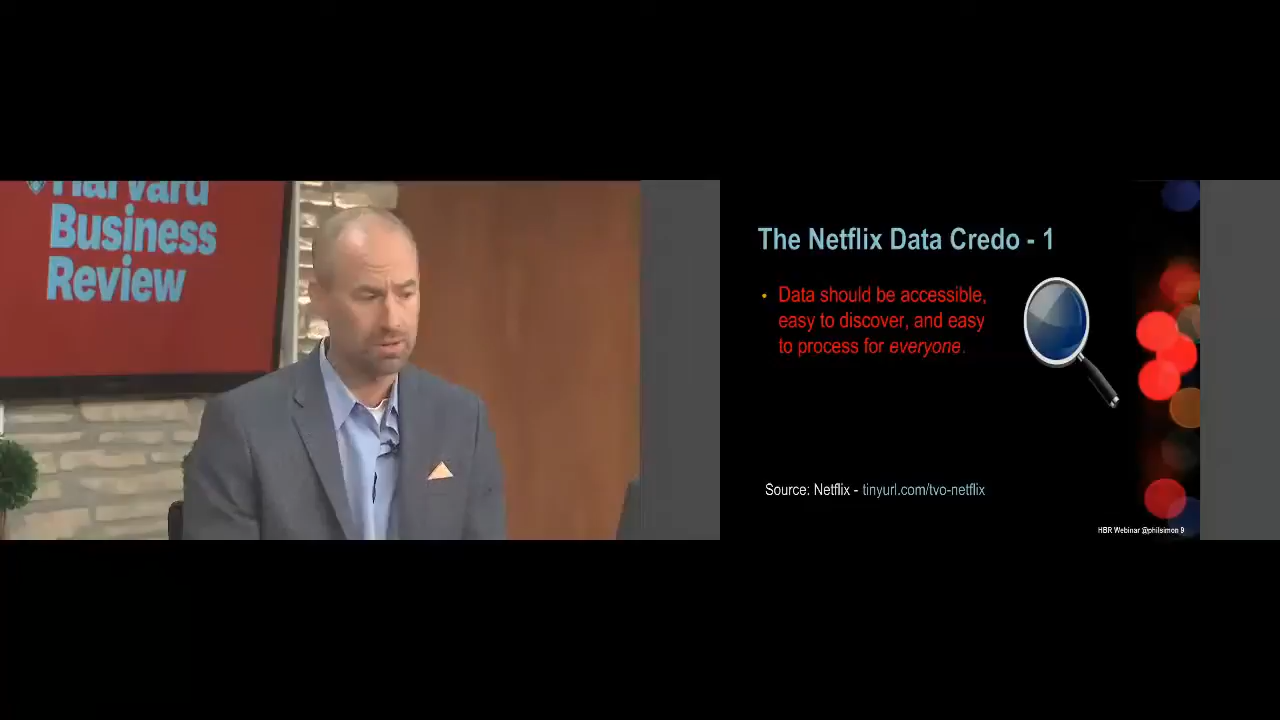 Harvard
Business
Review
The Netflix Data Credo - 1
• Data should be accessible,
easy to discover, and easy
to process for everyone.
Source: Netflix - tinyurl.com/tvo-netflix
HBR Webinar @philsimon 9